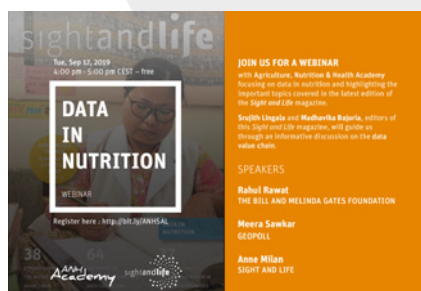 sightandlife
Tue, Sep 17, 2019
4:00 pm - 5:00 pm CEST – free
DATA
IN
NUTRITION
WEBINAR
Register here : http://bit.ly/ANHSAL
38
64
NUTRITION
ANH
Academy
sightandlife
JOIN US FOR A WEBINAR
with Agriculture, Nutrition & Health Academy
focusing on data in nutrition and highlighting the
important topics covered in the latest edition of
the Sight and Life magazine.
Srujith Lingala and Madhavika Bajoria, editors of
this Sight and Life magazine, will guide us
through an informative discussion on the data
value chain.
SPEAKERS
Rahul Rawat
THE BILL AND MELINDA GATES FOUNDATION
Meera Sawkar
GEOPOLL
Anne Milan
SIGHT AND LIFE